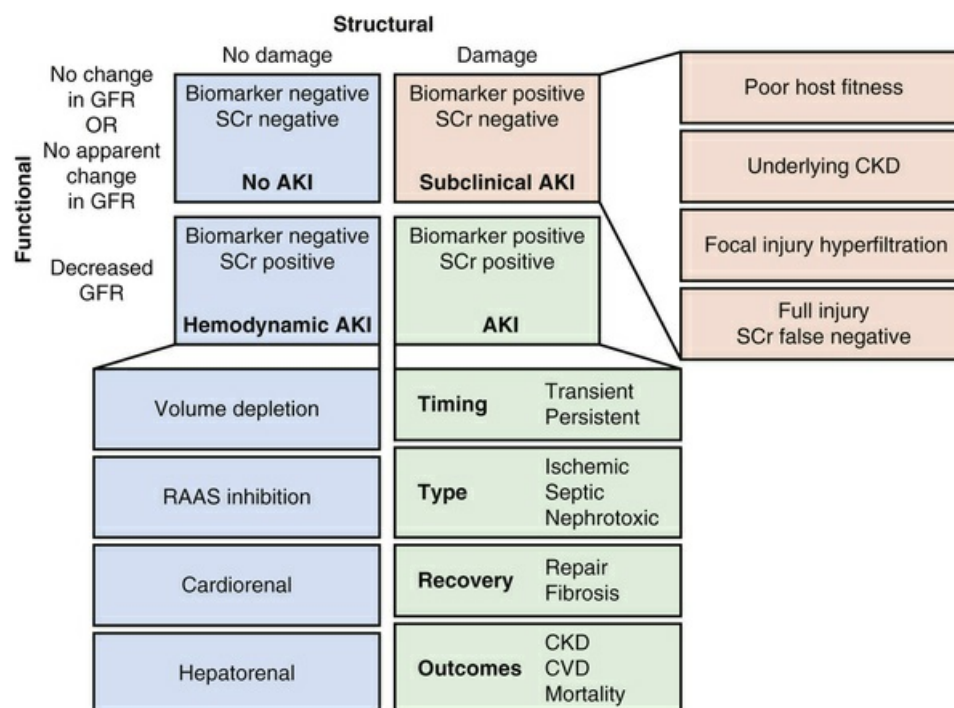 Structural
No damage
Damage
Functional
No change
in GFR
OR
No apparent
change
in GFR
Biomarker negative
SCr negative
No AKI
Biomarker positive
SCr negative
Subclinical AKI
Decreased
GFR
Biomarker negative
SCr positive
Hemodynamic AKI
Biomarker positive
SCr positive
AKI
Poor host fitness
Underlying CKD
Focal injury hyperfiltration
Full injury
SCr false negative
Volume depletion
RAAS inhibition
Cardiorenal
Hepatorenal
Timing
Transient
Persistent
Type
Ischemic
Septic
Nephrotoxic
Recovery
Repair
Fibrosis
Outcomes
CKD
CVD
Mortality